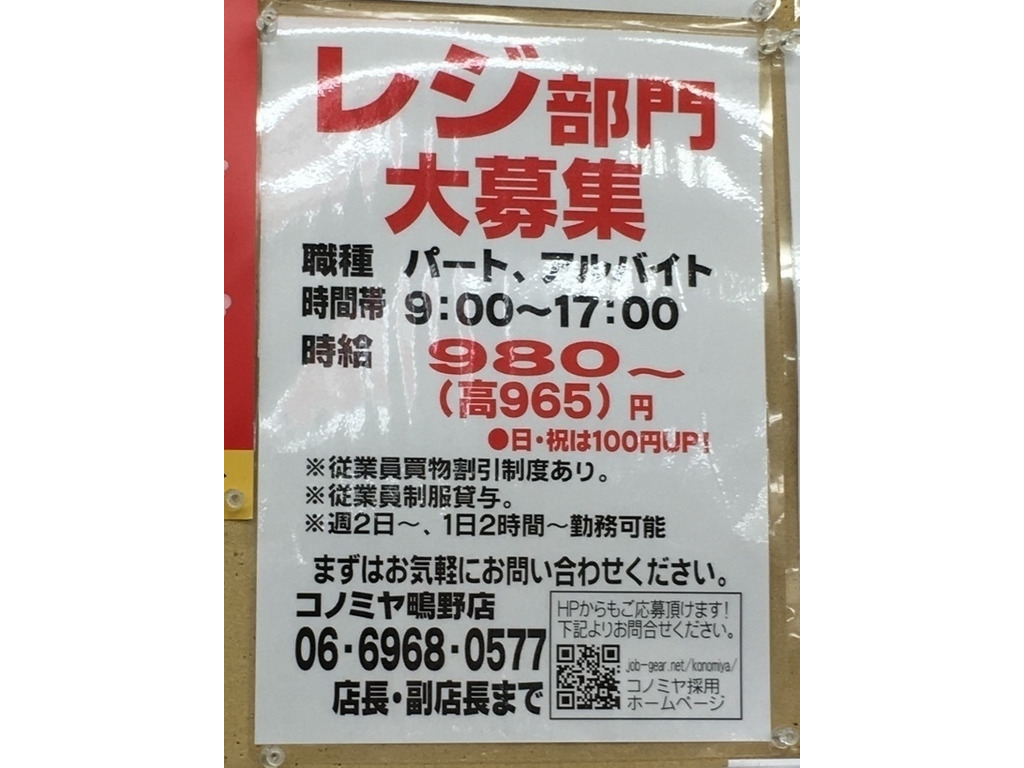 レジ部門
大募集
職種 パート、アルバイト
時間帯 9:00～17:00
時給 980～
(高965)円
●日・祝は100円UP!
※従業員買物割引制度あり。
※従業員制服貸与。
※週2日～、1日2時間～勤務可能
まずはお気軽にお問い合わせください。
コノミヤ鴫野店
06・6968・0577
店長・副店長まで
HPからもご応募頂けます!
下記よりお問合せください。
job-gear.net/konomiya/
コノミヤ採用
ホームページ